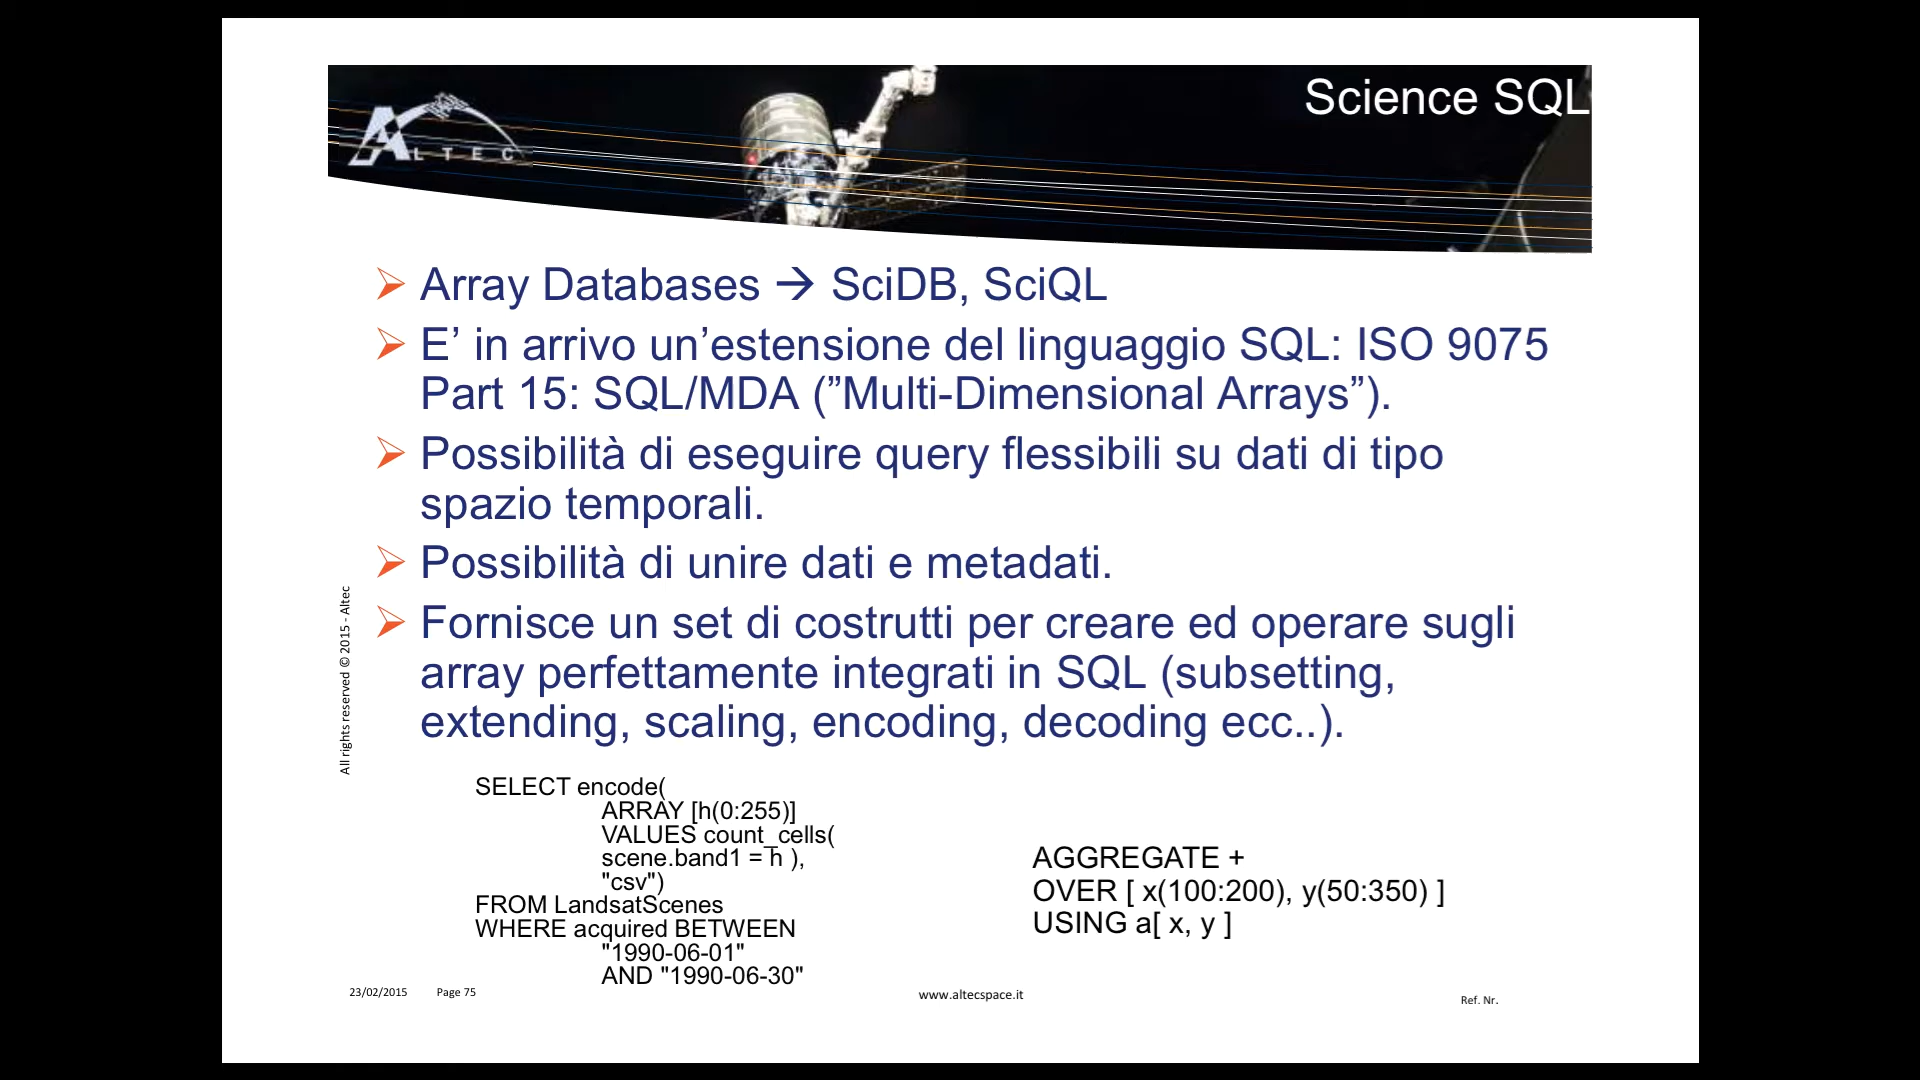 Science SQL
ALTEC
Array Databases → SciDB, SciQL
E’ in arrivo un’estensione del linguaggio SQL: ISO 9075
Part 15: SQL/MDA (”Multi-Dimensional Arrays”).
Possibilità di eseguire query flessibili su dati di tipo
spazio temporali.
Possibilità di unire dati e metadati.
Fornisce un set di costrutti per creare ed operare sugli
array perfettamente integrati in SQL (subsetting,
extending, scaling, encoding, decoding ecc..).
All rights reserved © 2015 - Altec
SELECT encode(
ARRAY [h(0:255)]
VALUES count_cells(
scene.band1 = h ),
"csv")
FROM LandsatScenes
WHERE acquired BETWEEN
"1990-06-01"
AND "1990-06-30"
AGGREGATE +
OVER [ x(100:200), y(50:350) ]
USING a[ x, y ]
23/02/2015 Page 75
www.altecspace.it
Ref. Nr.